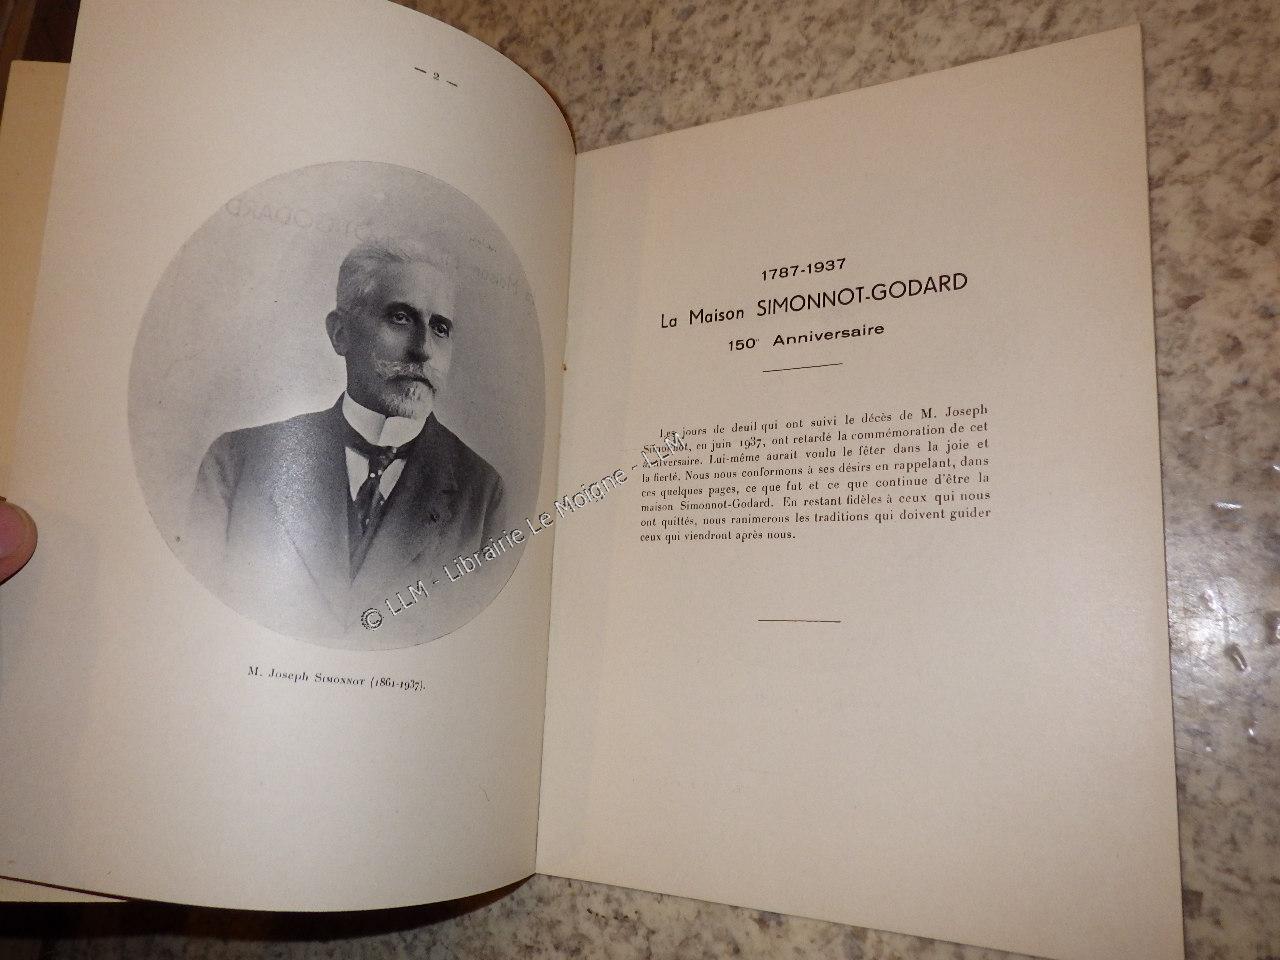 — 2 —
M. Joseph Simonnot (1861-1937).
1787-1937
La Maison SIMONNOT-GODARD
150e Anniversaire
Les jours de deuil qui ont suivi le décès de M. Joseph
Simonnot, en juin 1937, ont retardé la commémoration de cet
anniversaire. Lui-même aurait voulu le fêter dans la joie et
la fierté. Nous nous conformons à ses désirs en rappelant, dans
ces quelques pages, ce que fut et ce que continue d'être la
maison Simonnot-Godard. En restant fidèles à ceux qui nous
ont quittés, nous ranimerons les traditions qui doivent guider
ceux qui viendront après nous.
© LLM - Librairie Le Moigne - LLM